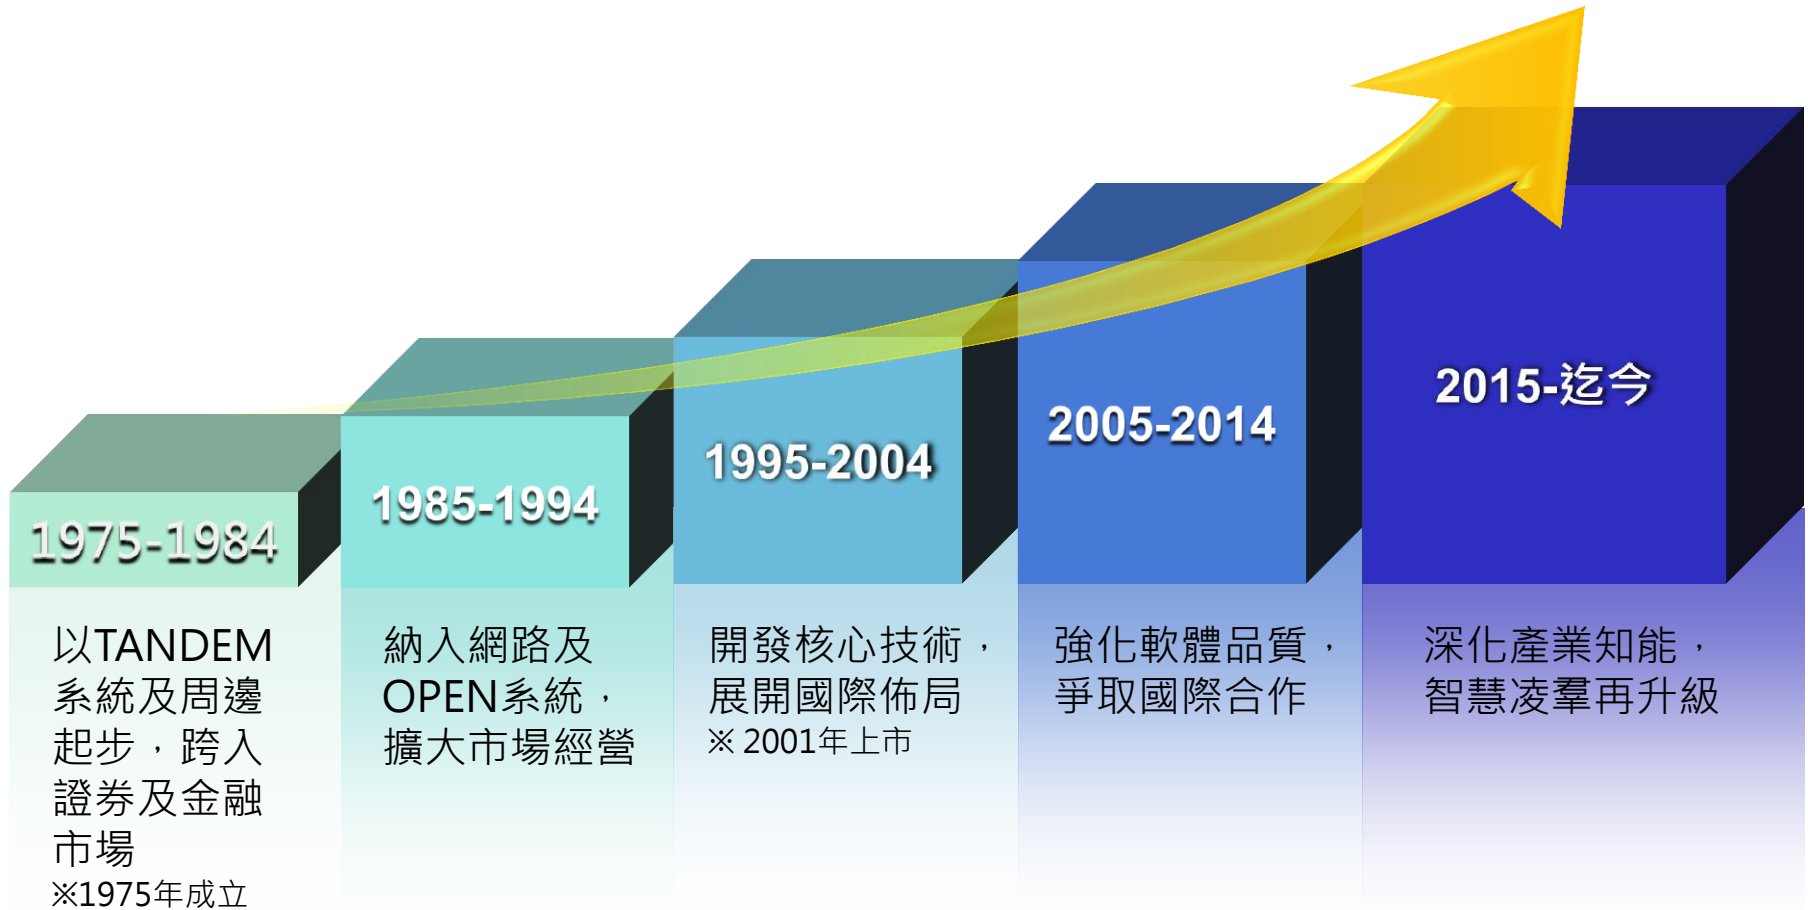 1975-1984
以TANDEM
系統及周邊
起步，跨入
證券及金融
市場
※1975年成立
1985-1994
納入網路及
OPEN系統，
擴大市場經營
1995-2004
開發核心技術，
展開國際佈局
※ 2001年上市
2005-2014
強化軟體品質，
爭取國際合作
2015-迄今
深化產業知能，
智慧凌羣再升級